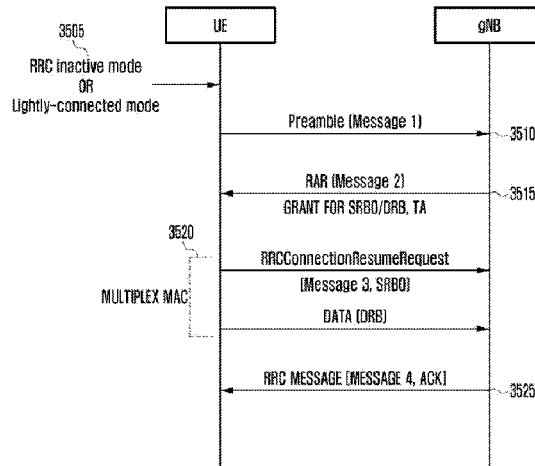 UE
gNB
3505
RRC Inactive mode
OR
Lightly-connected mode
Preamble (Message 1)
3510
RAR (Message 2)
3515
GRANT FOR SRB0/DRB, TA
3520
RRCConnectionResumeRequest
(Message 3, SRB0)
MULTIPLEX MAC
DATA (DRB)
RRC MESSAGE (MESSAGE 4, ACK)
3525